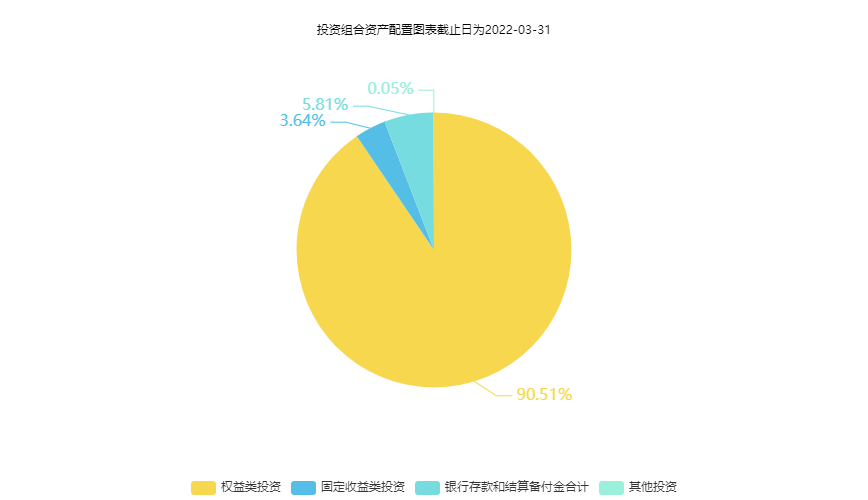 投资组合资产配置图表截止日为2022-03-31
0.05%
5.81%
3.64%
90.51%
权益类投资 固定收益类投资 银行存款和结算备付金合计 其他投资